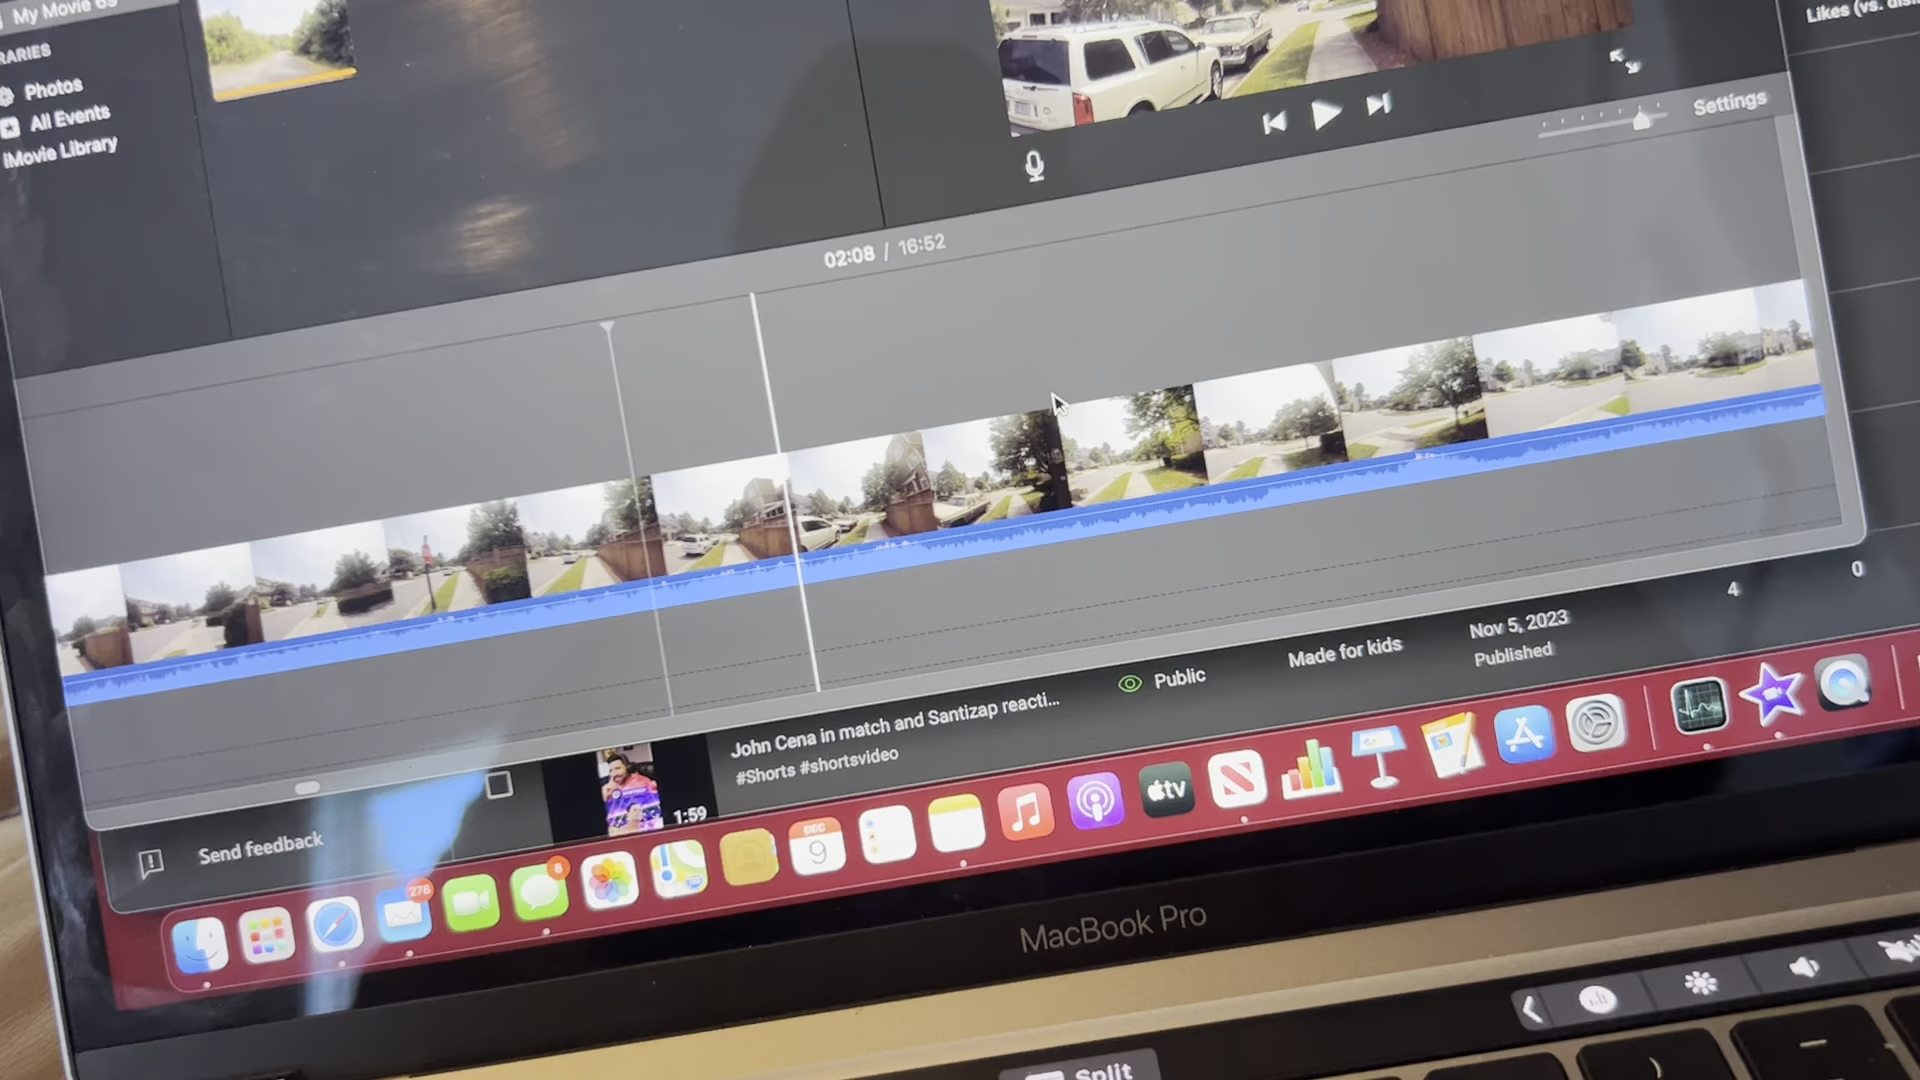 My Movie 69
RARIES
Photos
All Events
iMovie Library
Likes (vs. dis
Settings
02:08 / 16:52
4
0
John Cena in match and Santizap reacti...
#Shorts #shortsvideo
1:59
Public
Made for kids
Nov 5, 2023
Published
Send feedback
278
8
DEC
9
tv
MacBook Pro
Split